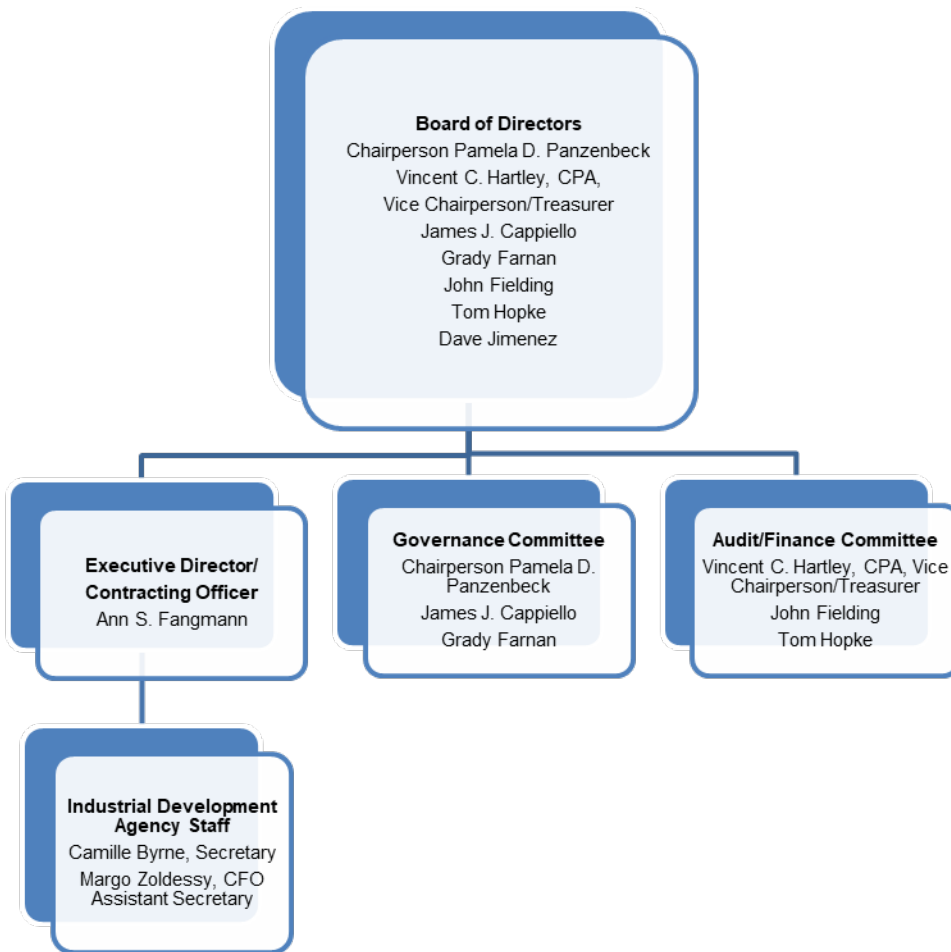 Board of Directors
Chairperson Pamela D. Panzenbeck
Vincent C. Hartley, CPA,
Vice Chairperson/Treasurer
James J. Cappiello
Grady Farnan
John Fielding
Tom Hopke
Dave Jimenez
Executive Director/
Contracting Officer
Ann S. Fangmann
Governance Committee
Chairperson Pamela D.
Panzenbeck
James J. Cappiello
Grady Farnan
Audit/Finance Committee
Vincent C. Hartley, CPA, Vice
Chairperson/Treasurer
John Fielding
Tom Hopke
Industrial Development
Agency Staff
Camille Byrne, Secretary
Margo Zoldessy, CFO
Assistant Secretary